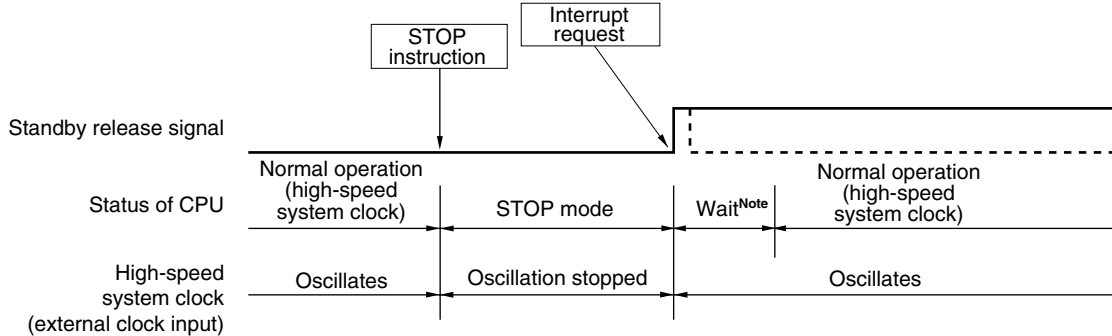 Interrupt
request
STOP
instruction
Standby release signal
Normal operation
(high-speed
system clock)
Normal operation
(high-speed
system clock)
Status of CPU
STOP mode
Wait Note
High-speed
system clock
(external clock input)
Oscillates
Oscillation stopped
Oscillates